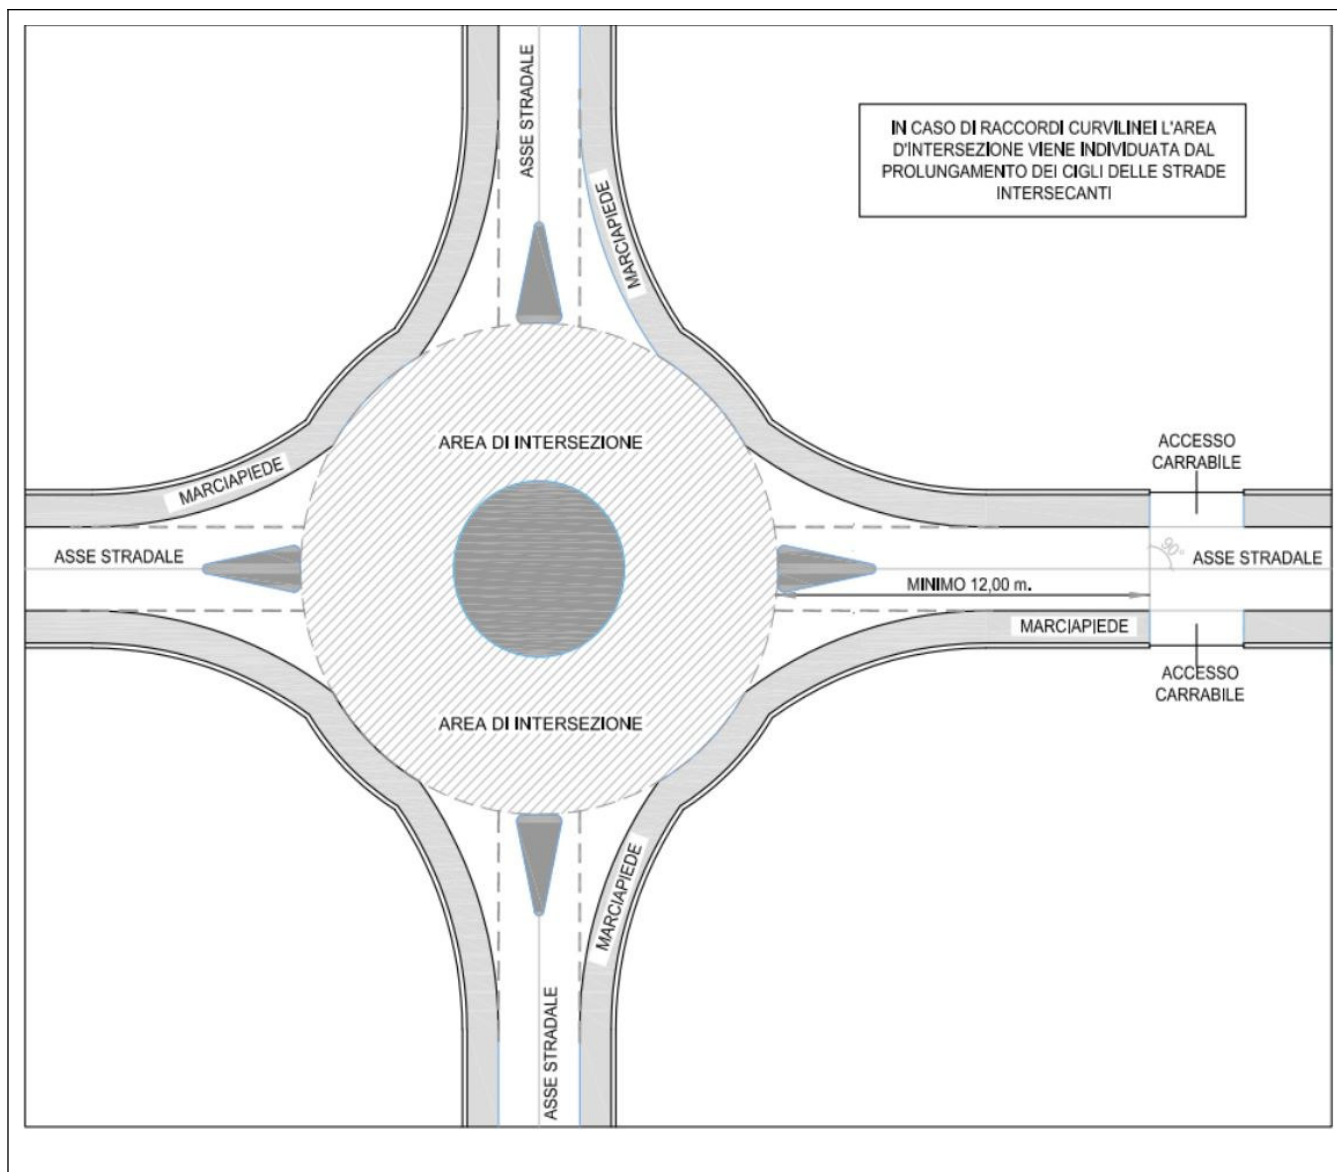 ASSE STRADALE
IN CASO DI RACCORDI CURVILINEI L'AREA
D'INTERSEZIONE VIENE INDIVIDUATA DAL
PROLUNGAMENTO DEI CIGLI DELLE STRADE
INTERSECANTI
MARCIAPIEDE
AREA DI INTERSEZIONE
ACCESSO
CARRABILE
MARCIAPIEDE
ASSE STRADALE
90°
ASSE STRADALE
MINIMO 12,00 m.
MARCIAPIEDE
ACCESSO
CARRABILE
AREA DI INTERSEZIONE
MARCIAPIEDE
ASSE STRADALE